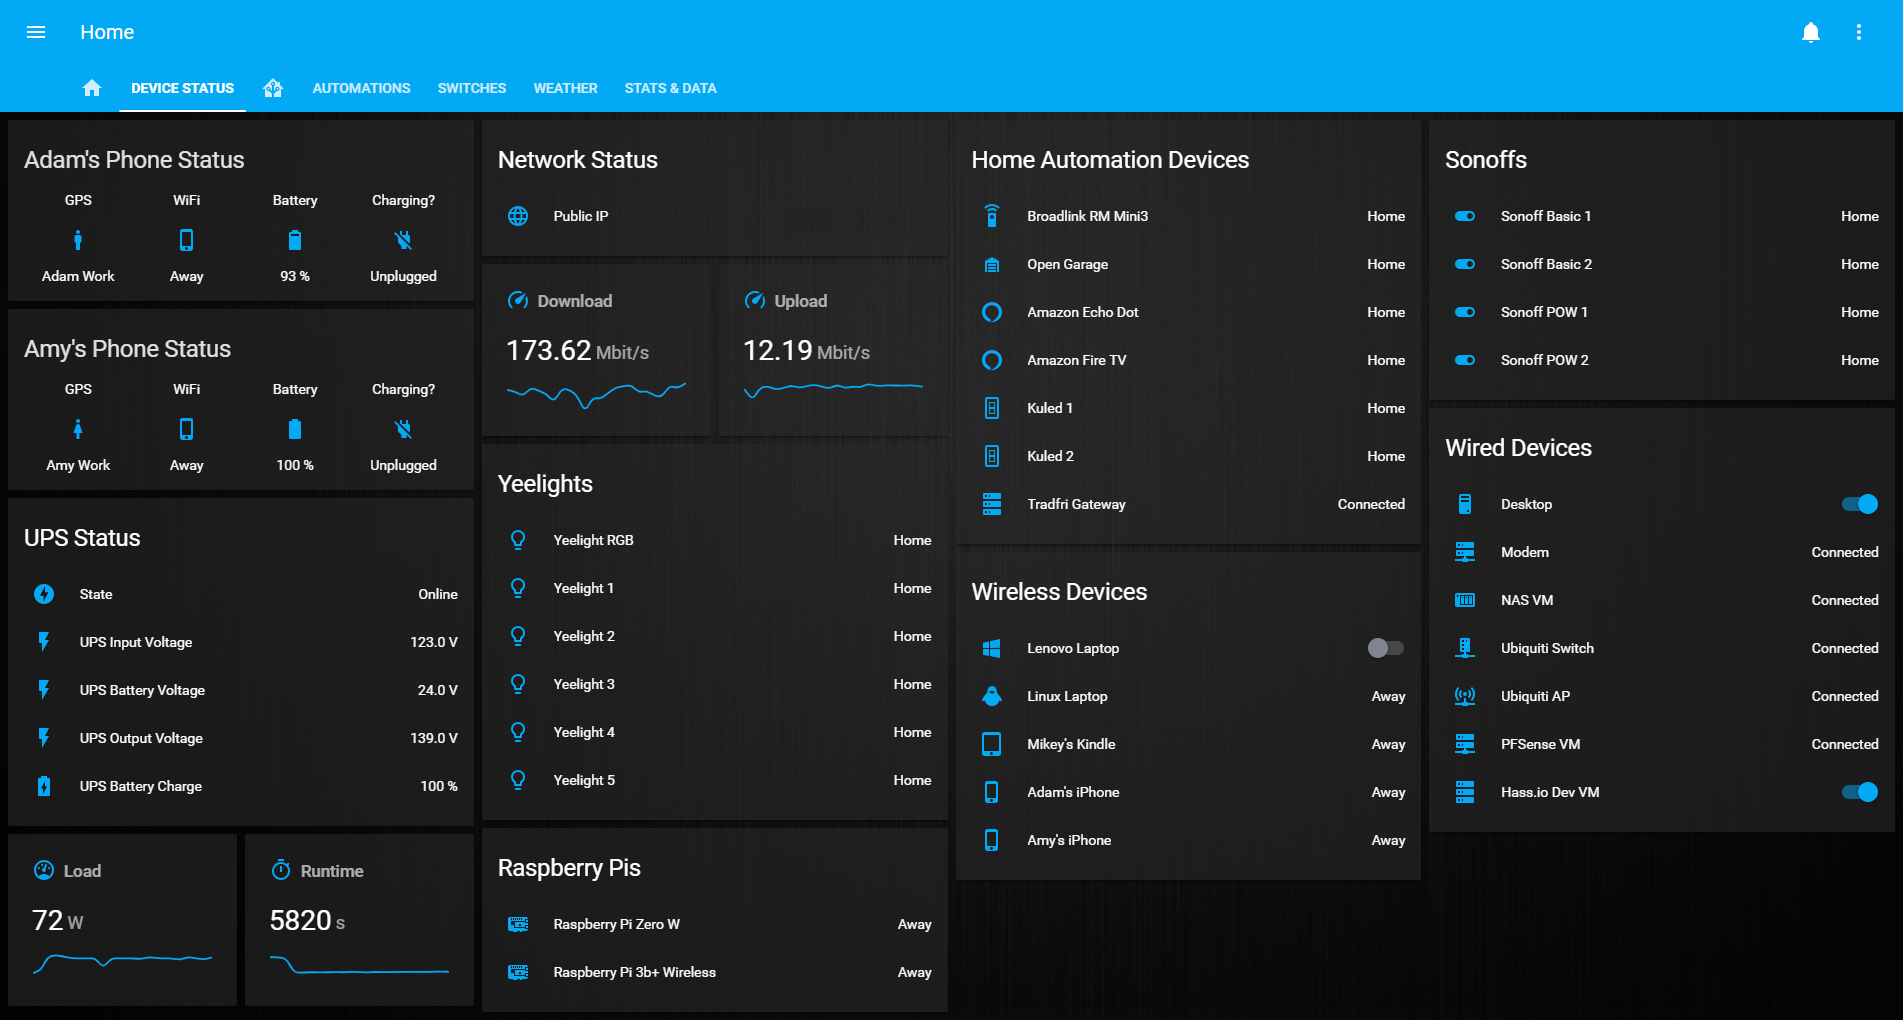 Home
DEVICE STATUS AUTOMATIONS SWITCHES WEATHER STATS & DATA
Adam's Phone Status
GPS WiFi Battery Charging?
Adam Work Away 93 % Unplugged
Amy's Phone Status
GPS WiFi Battery Charging?
Amy Work Away 100 % Unplugged
UPS Status
State Online
UPS Input Voltage 123.0 V
UPS Battery Voltage 24.0 V
UPS Output Voltage 139.0 V
UPS Battery Charge 100 %
Load
72 W
Runtime
5820 s
Network Status
Public IP
Download
173.62 Mbit/s
Upload
12.19 Mbit/s
Yeelights
Yeelight RGB Home
Yeelight 1 Home
Yeelight 2 Home
Yeelight 3 Home
Yeelight 4 Home
Yeelight 5 Home
Raspberry Pis
Raspberry Pi Zero W Away
Raspberry Pi 3b+ Wireless Away
Home Automation Devices
Broadlink RM Mini3 Home
Open Garage Home
Amazon Echo Dot Home
Amazon Fire TV Home
Kuled 1 Home
Kuled 2 Home
Tradfri Gateway Connected
Wireless Devices
Lenovo Laptop
Linux Laptop Away
Mikey's Kindle Away
Adam's iPhone Away
Amy's iPhone Away
Sonoffs
Sonoff Basic 1 Home
Sonoff Basic 2 Home
Sonoff POW 1 Home
Sonoff POW 2 Home
Wired Devices
Desktop
Modem Connected
NAS VM Connected
Ubiquiti Switch Connected
Ubiquiti AP Connected
PFSense VM Connected
Hass.io Dev VM